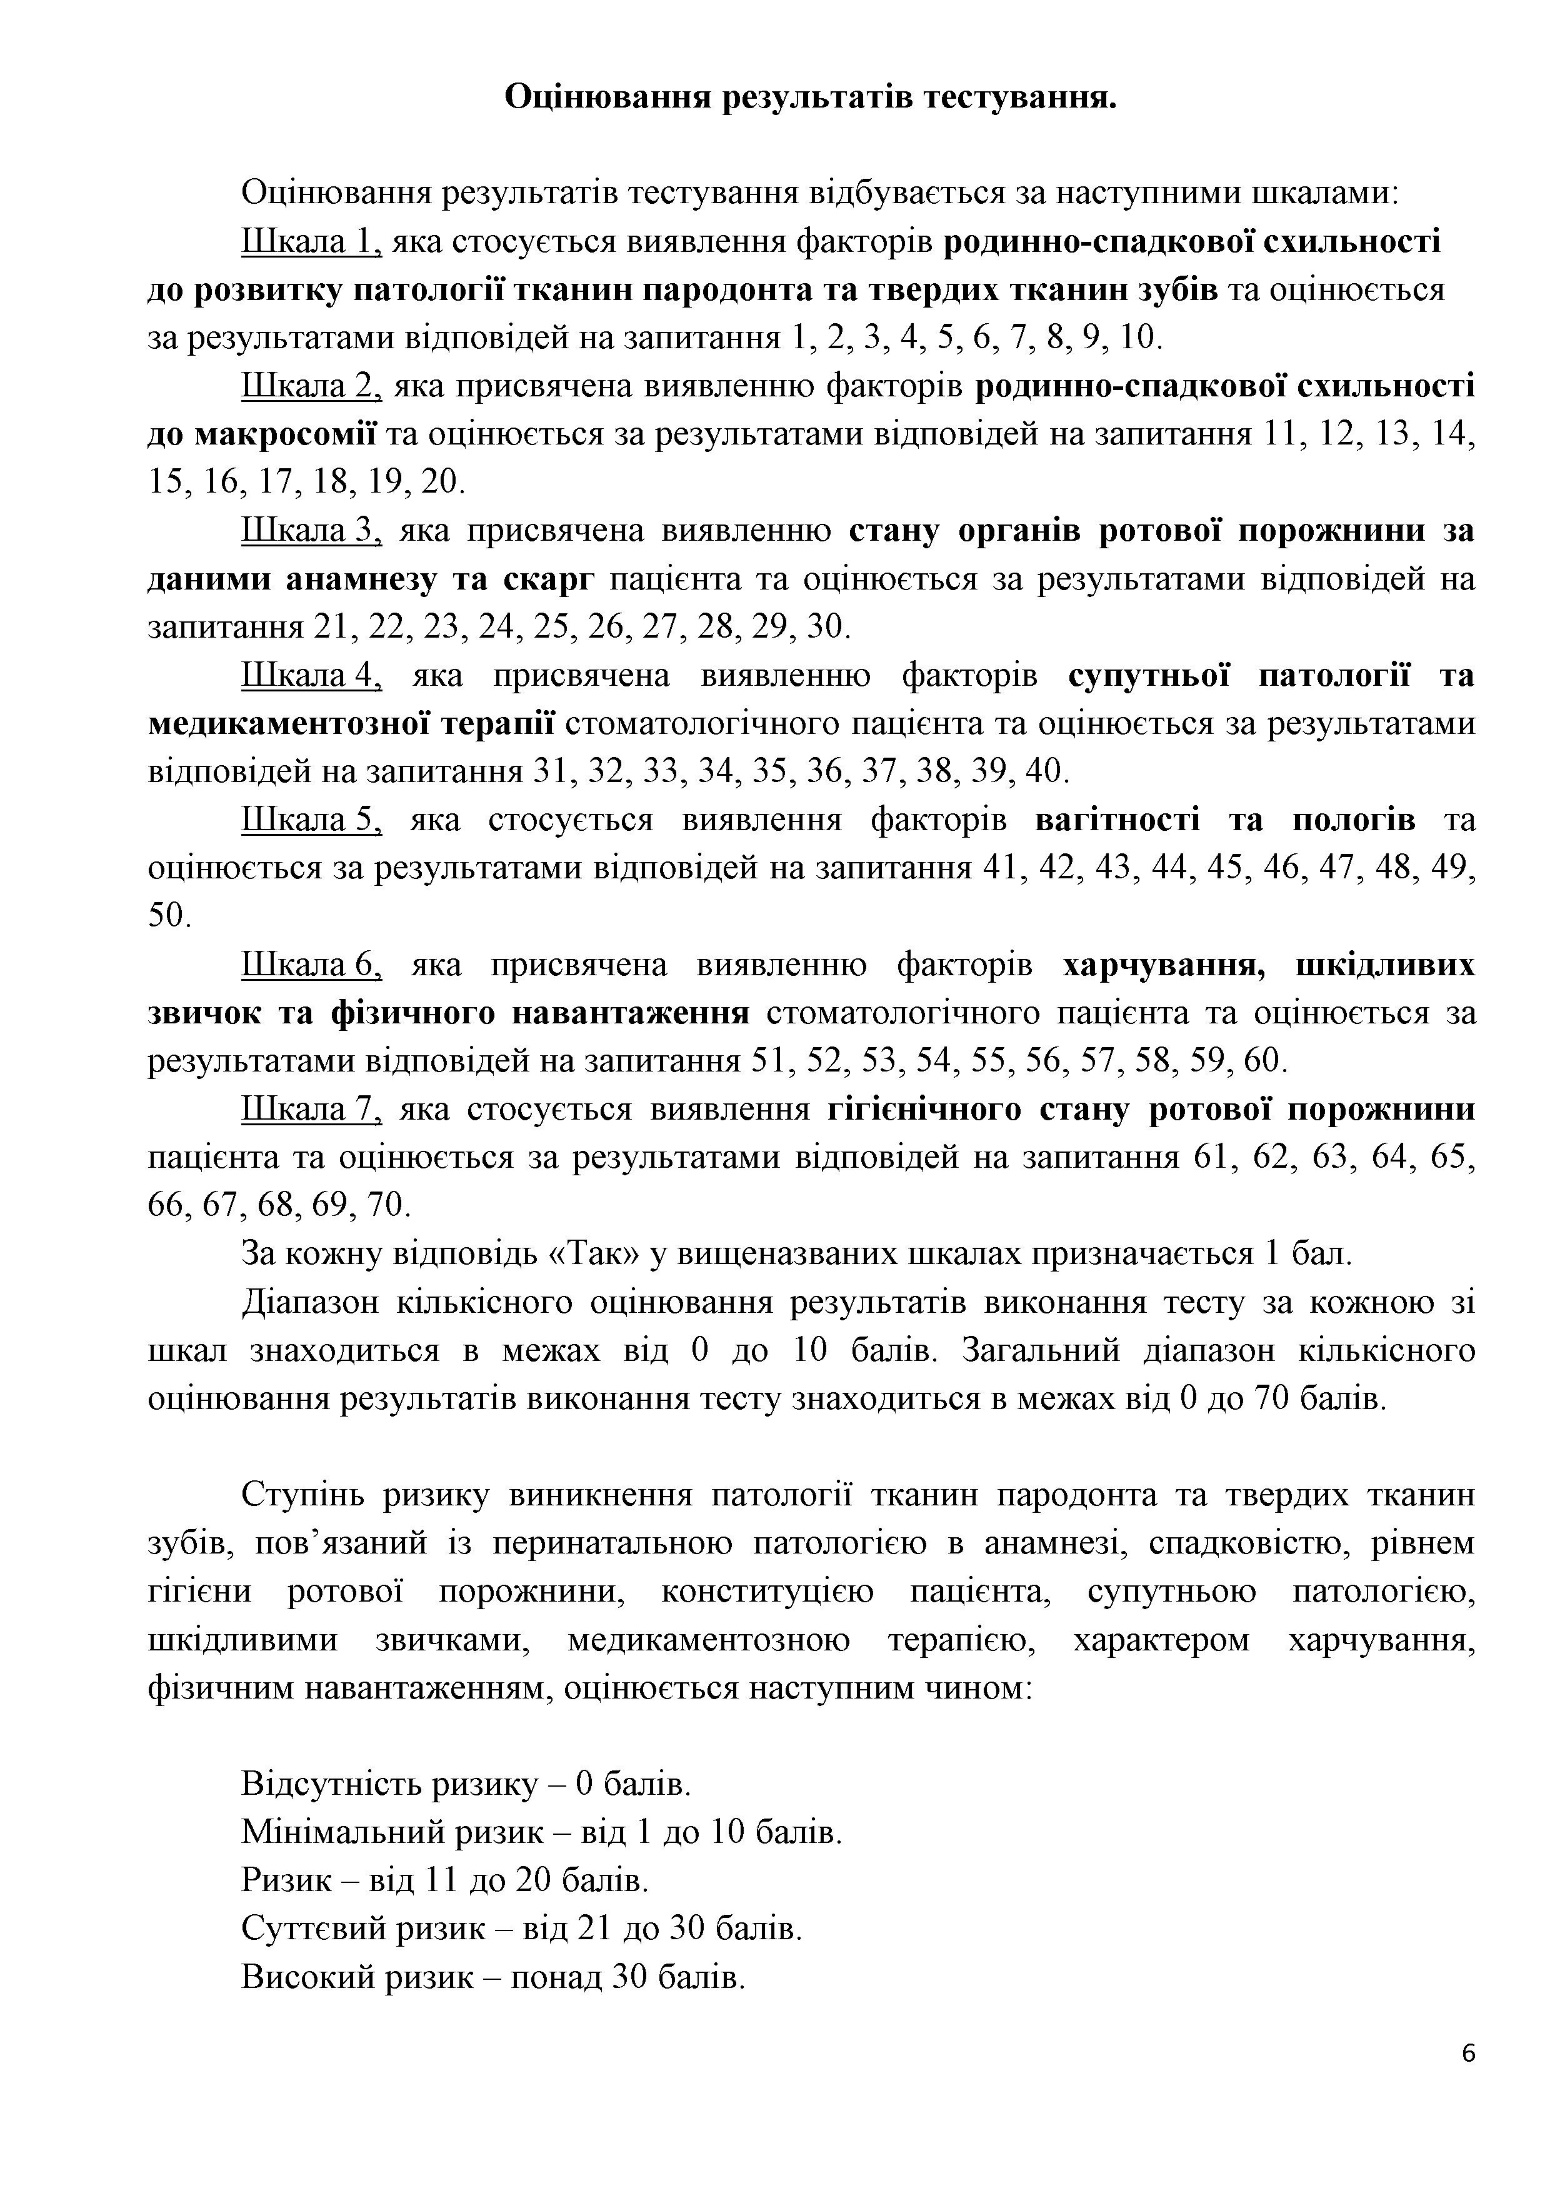 Оцінювання результатів тестування.
Оцінювання результатів тестування відбувається за наступними шкалами:
Шкала 1, яка стосується виявлення факторів родинно-спадкової схильності
до розвитку патології тканин пародонта та твердих тканин зубів та оцінюється
за результатами відповідей на запитання 1, 2, 3, 4, 5, 6, 7, 8, 9, 10.
Шкала 2, яка присвячена виявленню факторів родинно-спадкової схильності
до макросомії та оцінюється за результатами відповідей на запитання 11, 12, 13, 14,
15, 16, 17, 18, 19, 20.
Шкала 3, яка присвячена виявленню стану органів ротової порожнини за
даними анамнезу та скарг пацієнта та оцінюється за результатами відповідей на
запитання 21, 22, 23, 24, 25, 26, 27, 28, 29, 30.
Шкала 4, яка присвячена виявленню факторів супутньої патології та
медикаментозної терапії стоматологічного пацієнта та оцінюється за результатами
відповідей на запитання 31, 32, 33, 34, 35, 36, 37, 38, 39, 40.
Шкала 5, яка стосується виявлення факторів вагітності та пологів та
оцінюється за результатами відповідей на запитання 41, 42, 43, 44, 45, 46, 47, 48, 49,
50.
Шкала 6, яка присвячена виявленню факторів харчування, шкідливих
звичок та фізичного навантаження стоматологічного пацієнта та оцінюється за
результатами відповідей на запитання 51, 52, 53, 54, 55, 56, 57, 58, 59, 60.
Шкала 7, яка стосується виявлення гігієнічного стану ротової порожнини
пацієнта та оцінюється за результатами відповідей на запитання 61, 62, 63, 64, 65,
66, 67, 68, 69, 70.
За кожну відповідь «Так» у вищеназваних шкалах призначається 1 бал.
Діапазон кількісного оцінювання результатів виконання тесту за кожною зі
шкал знаходиться в межах від 0 до 10 балів. Загальний діапазон кількісного
оцінювання результатів виконання тесту знаходиться в межах від 0 до 70 балів.
Ступінь ризику виникнення патології тканин пародонта та твердих тканин
зубів, пов’язаний із перинатальною патологією в анамнезі, спадковістю, рівнем
гігієни ротової порожнини, конституцією пацієнта, супутньою патологією,
шкідливими звичками, медикаментозною терапією, характером харчування,
фізичним навантаженням, оцінюється наступним чином:
Відсутність ризику – 0 балів.
Мінімальний ризик – від 1 до 10 балів.
Ризик – від 11 до 20 балів.
Суттєвий ризик – від 21 до 30 балів.
Високий ризик – понад 30 балів.
6